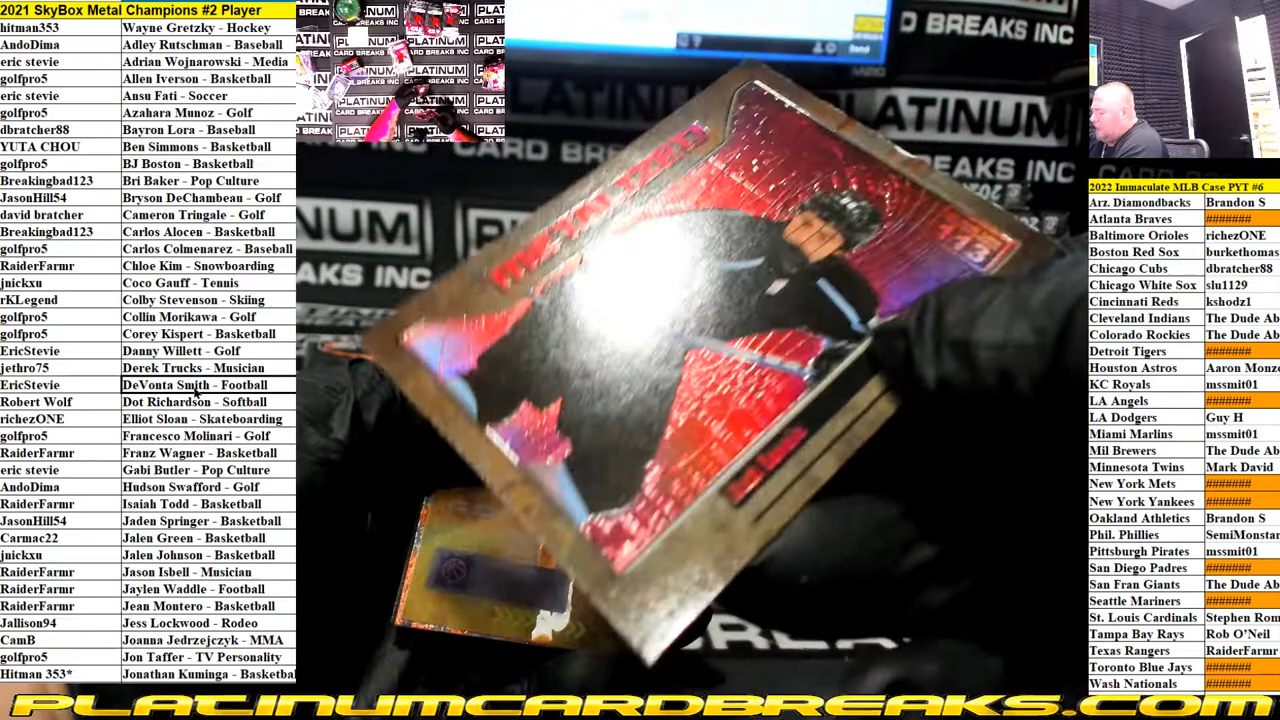 2021 SkyBox Metal Champions #2 Player
hitman353 Wayne Gretzky - Hockey
AndoDima Adley Rutschman - Baseball
eric stevie Adrian Wojnarowski - Media
golfpro5 Allen Iverson - Basketball
eric stevie Ansu Fati - Soccer
golfpro5 Azahara Munoz - Golf
dbratcher88 Bayron Lora - Baseball
YUTA CHOU Ben Simmons - Basketball
golfpro5 BJ Boston - Basketball
Breakingbad123 Bri Baker - Pop Culture
JasonHill54 Bryson DeChambeau - Golf
david bratcher Cameron Tringale - Golf
Breakingbad123 Carlos Alocen - Basketball
golfpro5 Carlos Colmenarez - Baseball
RaiderFarmr Chloe Kim - Snowboarding
jnickxu Coco Gauff - Tennis
rKLegend Colby Stevenson - Skiing
golfpro5 Collin Morikawa - Golf
golfpro5 Corey Kispert - Basketball
EricStevie Danny Willett - Golf
jethro75 Derek Trucks - Musician
EricStevie DeVonta Smith - Football
Robert Wolf Dot Richardson - Softball
richezONE Elliot Sloan - Skateboarding
golfpro5 Francesco Molinari - Golf
RaiderFarmr Franz Wagner - Basketball
eric stevie Gabi Butler - Pop Culture
AndoDima Hudson Swafford - Golf
RaiderFarmr Isaiah Todd - Basketball
JasonHill54 Jaden Springer - Basketball
Carmac22 Jalen Green - Basketball
jnickxu Jalen Johnson - Basketball
RaiderFarmr Jason Isbell - Musician
RaiderFarmr Jaylen Waddle - Football
RaiderFarmr Jean Montero - Basketball
Jallison94 Jess Lockwood - Rodeo
CamB Joanna Jedrzejczyk - MMA
golfpro5 Jon Taffer - TV Personality
Hitman 353* Jonathan Kuminga - Basketba
PLATINUM
CARD BREAKS INC
NUM
EAKS INC
2022 Immaculate MLB Case PYT #6
Arz. Diamondbacks Brandon S
Atlanta Braves #######
Baltimore Orioles richezONE
Boston Red Sox burkethomas
Chicago Cubs dbratcher88
Chicago White Sox slu1129
Cincinnati Reds kshodz1
Cleveland Indians The Dude Ab
Colorado Rockies The Dude Ab
Detroit Tigers #######
Houston Astros Aaron Monze
KC Royals mssmit01
LA Angels #######
LA Dodgers Guy H
Miami Marlins mssmit01
Mil Brewers The Dude Ab
Minnesota Twins Mark David
New York Mets #######
New York Yankees #######
Oakland Athletics Brandon S
Phil. Phillies SemiMonstar
Pittsburgh Pirates mssmit01
San Diego Padres #######
San Fran Giants The Dude Ab
Seattle Mariners #######
St. Louis Cardinals Stephen Rom
Tampa Bay Rays Rob O'Neil
Texas Rangers RaiderFarmr
Toronto Blue Jays #######
Wash Nationals #######
PLATINUMCARDBREAKS.COM